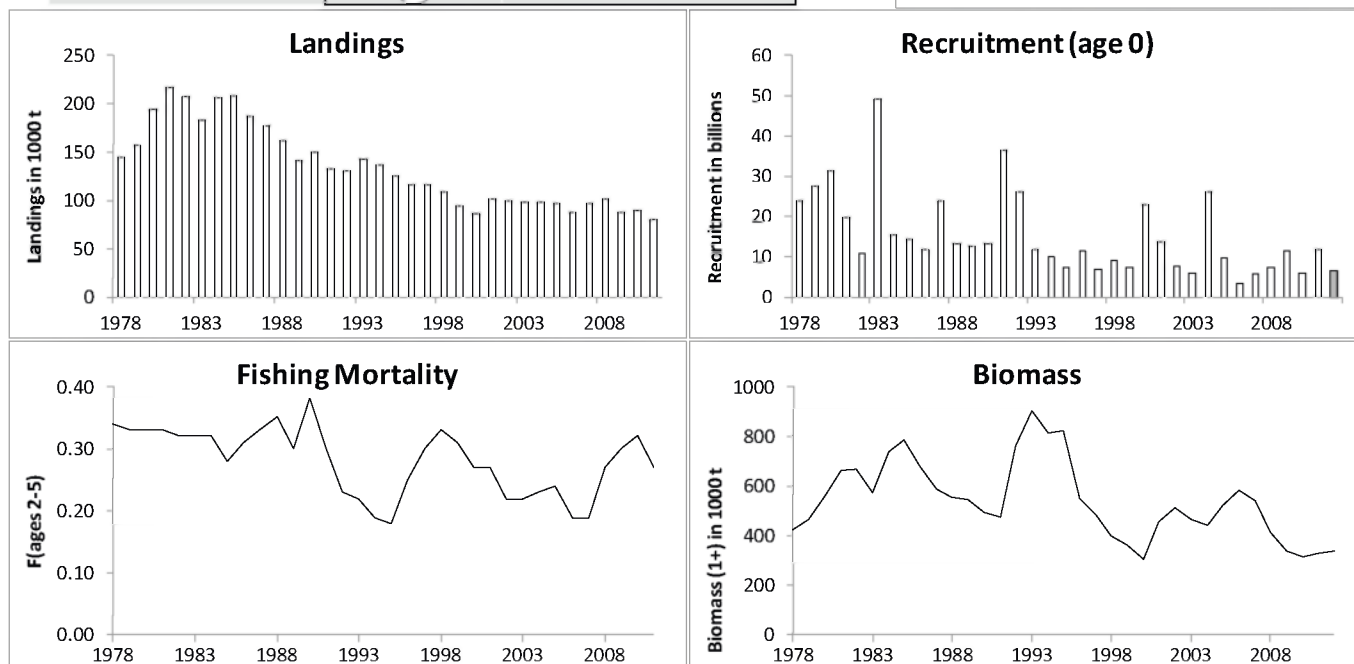 Landings
Landings in 1000 t
250
200
150
100
50
0
1978 1983 1988 1993 1998 2003 2008
Recruitment (age 0)
Recruitment in billions
60
50
40
30
20
10
0
1978 1983 1988 1993 1998 2003 2008
Fishing Mortality
F(ages 2-5)
0.40
0.30
0.20
0.10
0.00
1978 1983 1988 1993 1998 2003 2008
Biomass
Biomass (1+) in 1000 t
1000
800
600
400
200
0
1978 1983 1988 1993 1998 2003 2008